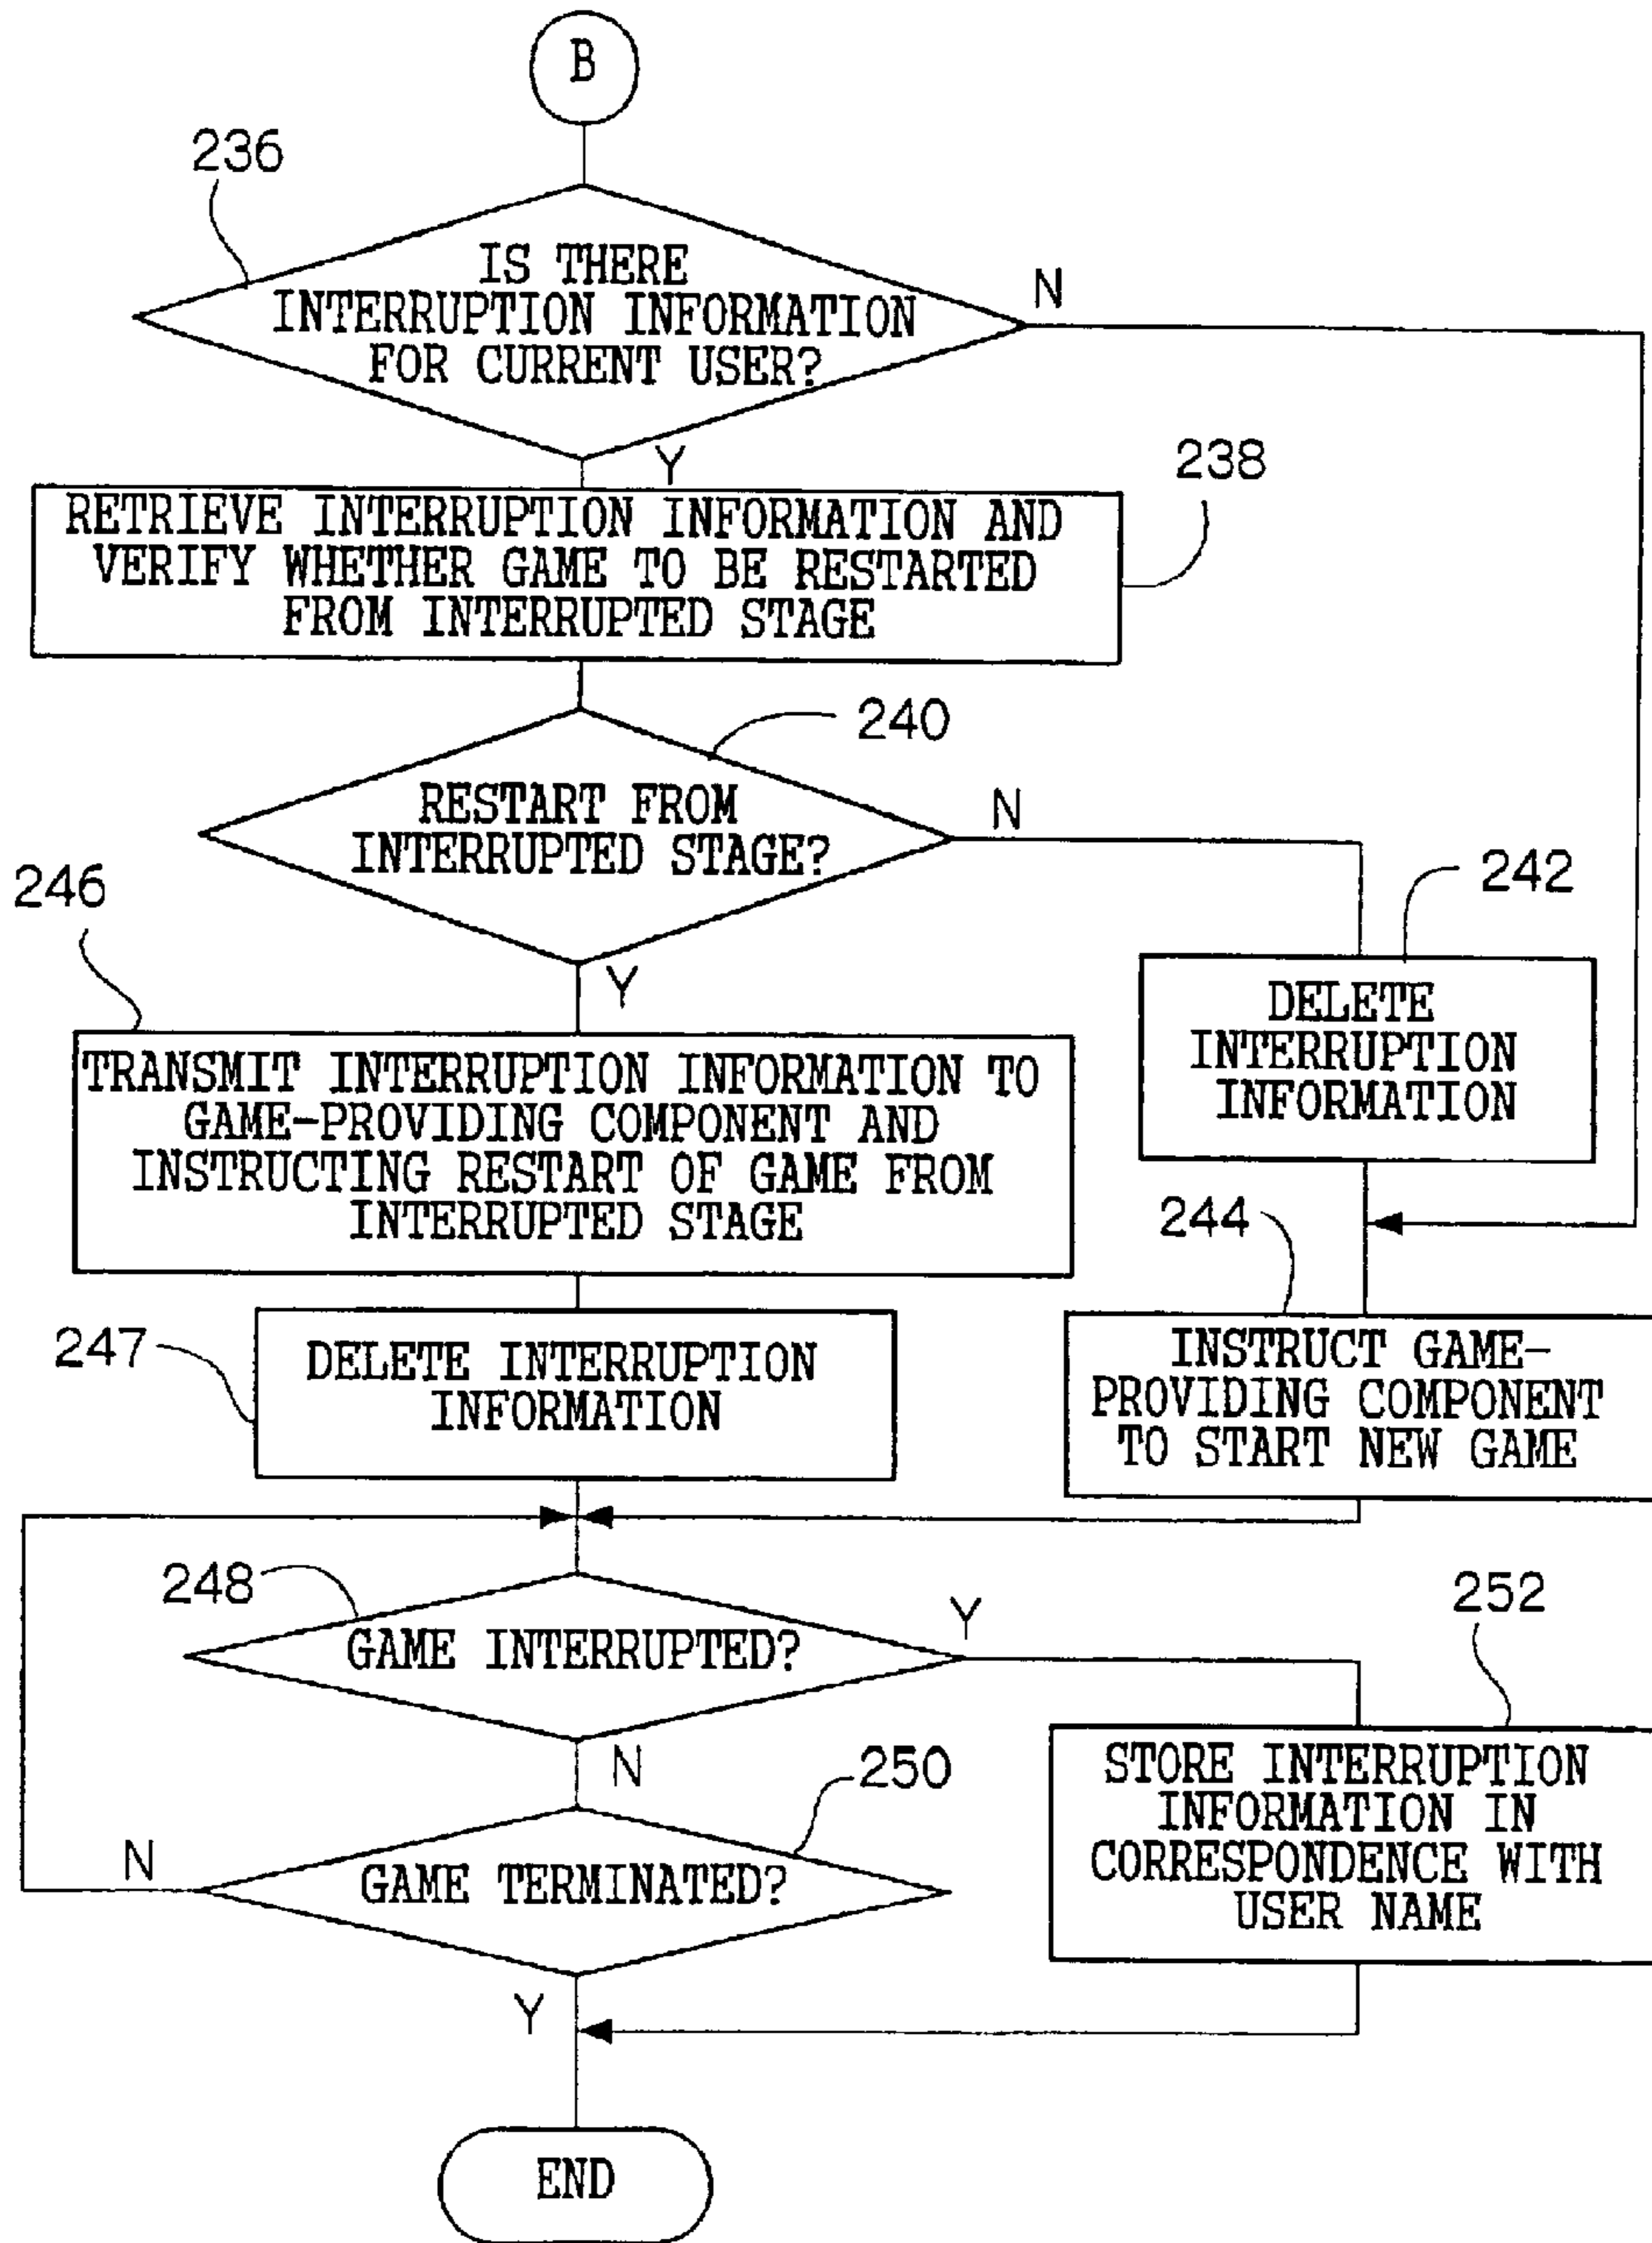 B
236
IS THERE
INTERRUPTION INFORMATION
FOR CURRENT USER?
N
Y
238
RETRIEVE INTERRUPTION INFORMATION AND
VERIFY WHETHER GAME TO BE RESTARTED
FROM INTERRUPTED STAGE
240
RESTART FROM
INTERRUPTED STAGE?
N
Y
242
DELETE
INTERRUPTION
INFORMATION
246
TRANSMIT INTERRUPTION INFORMATION TO
GAME-PROVIDING COMPONENT AND
INSTRUCTING RESTART OF GAME FROM
INTERRUPTED STAGE
244
INSTRUCT GAME-
PROVIDING COMPONENT
TO START NEW GAME
247
DELETE INTERRUPTION
INFORMATION
248
GAME INTERRUPTED?
Y
N
252
STORE INTERRUPTION
INFORMATION IN
CORRESPONDENCE WITH
USER NAME
250
GAME TERMINATED?
N
Y
END